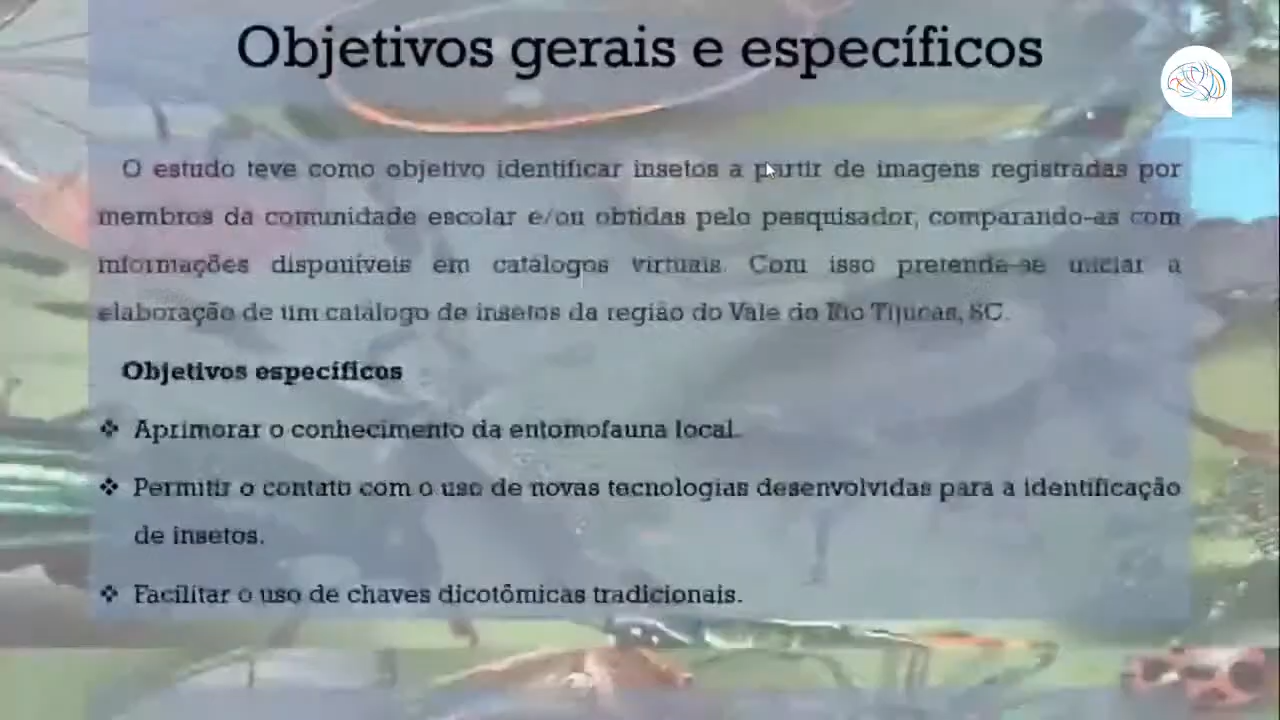 Objetivos gerais e específicos
O estudo teve como objetivo identificar insetos a partir de imagens registradas por
membros da comunidade escolar e/ou obtidas pelo pesquisador, comparando-as com
informações disponíveis em catálogos virtuais. Com isso pretende-se iniciar a
elaboração de um catálogo de insetos da região do Vale do Rio Tijucas, SC.
Objetivos específicos
❖ Aprimorar o conhecimento da entomofauna local.
❖ Permitir o contato com o uso de novas tecnologias desenvolvidas para a identificação
de insetos.
❖ Facilitar o uso de chaves dicotômicas tradicionais.